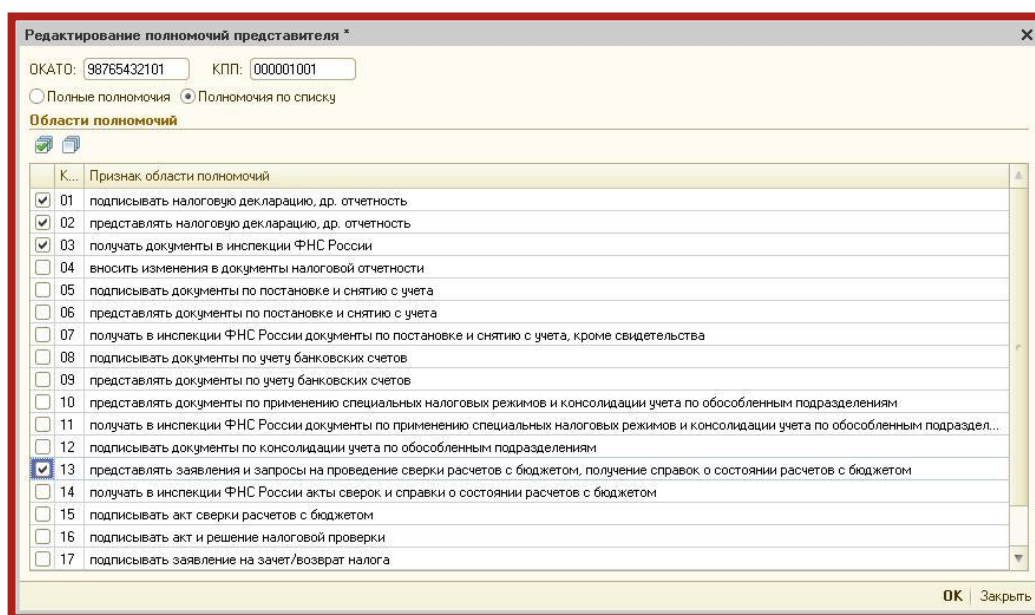 Редактирование полномочий представителя *
ОКАТО: 98765432101 КПП: 000001001
Полные полномочия Полномочия по списку
Области полномочий
К... Признак области полномочий
01 подписывать налоговую декларацию, др. отчетность
02 представлять налоговую декларацию, др. отчетность
03 получать документы в инспекции ФНС России
04 вносить изменения в документы налоговой отчетности
05 подписывать документы по постановке и снятию с учета
06 представлять документы по постановке и снятию с учета
07 получать в инспекции ФНС России документы по постановке и снятию с учета, кроме свидетельства
08 подписывать документы по учету банковских счетов
09 представлять документы по учету банковских счетов
10 представлять документы по применению специальных налоговых режимов и консолидации учета по обособленным подразделениям
11 получать в инспекции ФНС России документы по применению специальных налоговых режимов и консолидации учета по обособленным подраздел...
12 подписывать документы по консолидации учета по обособленным подразделениям
13 представлять заявления и запросы на проведение сверки расчетов с бюджетом, получение справок о состоянии расчетов с бюджетом
14 получать в инспекции ФНС России акты сверок и справки о состоянии расчетов с бюджетом
15 подписывать акт сверки расчетов с бюджетом
16 подписывать акт и решение налоговой проверки
17 подписывать заявление на зачет/возврат налога
OK Закрыть